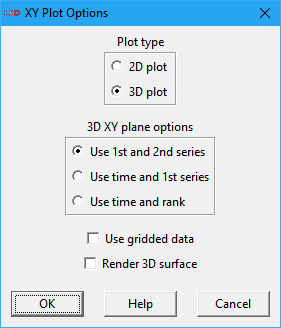 XY Plot Options
Plot type
2D plot
3D plot
3D XY plane options
Use 1st and 2nd series
Use time and 1st series
Use time and rank
Use gridded data
Render 3D surface
OK Help Cancel